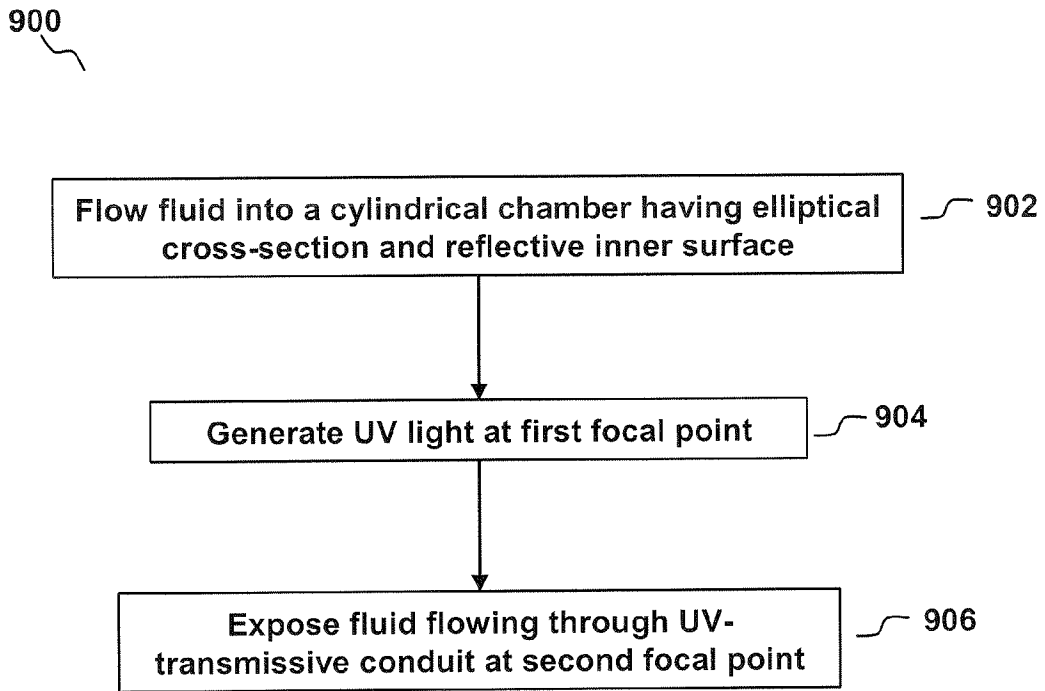 900
Flow fluid into a cylindrical chamber having elliptical
cross-section and reflective inner surface
902
Generate UV light at first focal point
904
Expose fluid flowing through UV-
transmissive conduit at second focal point
906